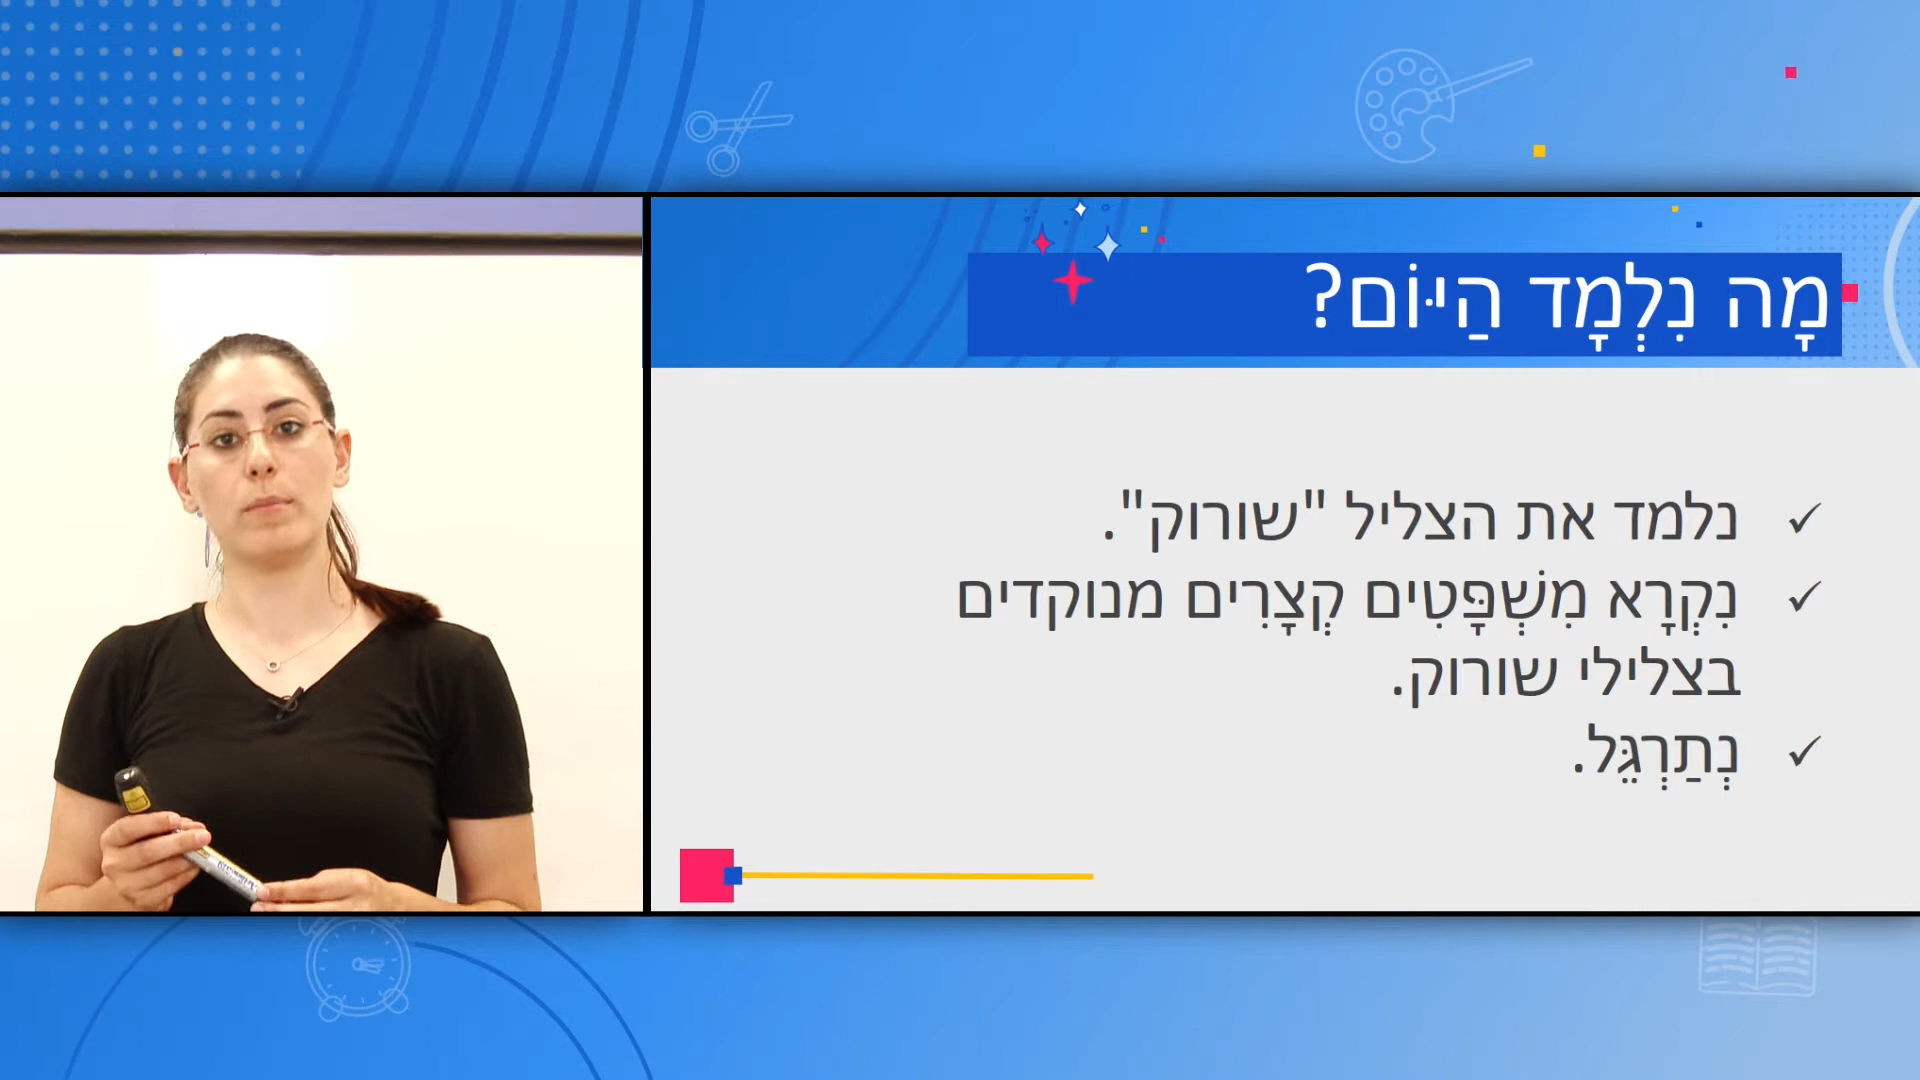 מָה נִלְמָד הַיּוֹם?
✓ נלמד את הצליל "שורוק".
✓ נִקְרָא מִשְׁפָּטִים קְצָרִים מנוקדים
בצלילי שורוק.
✓ נְתַרְגֵּל.